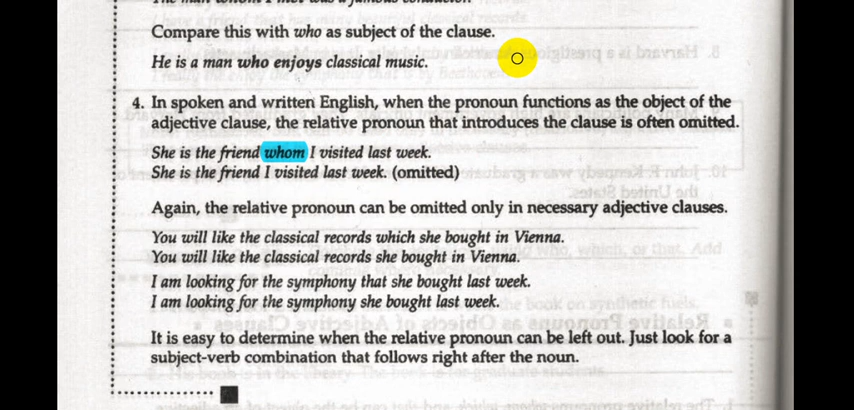 Compare this with who as subject of the clause.
He is a man who enjoys classical music.
4. In spoken and written English, when the pronoun functions as the object of the
adjective clause, the relative pronoun that introduces the clause is often omitted.
She is the friend whom I visited last week.
She is the friend I visited last week. (omitted)
Again, the relative pronoun can be omitted only in necessary adjective clauses.
You will like the classical records which she bought in Vienna.
You will like the classical records she bought in Vienna.
I am looking for the symphony that she bought last week.
I am looking for the symphony she bought last week.
It is easy to determine when the relative pronoun can be left out. Just look for a
subject-verb combination that follows right after the noun.